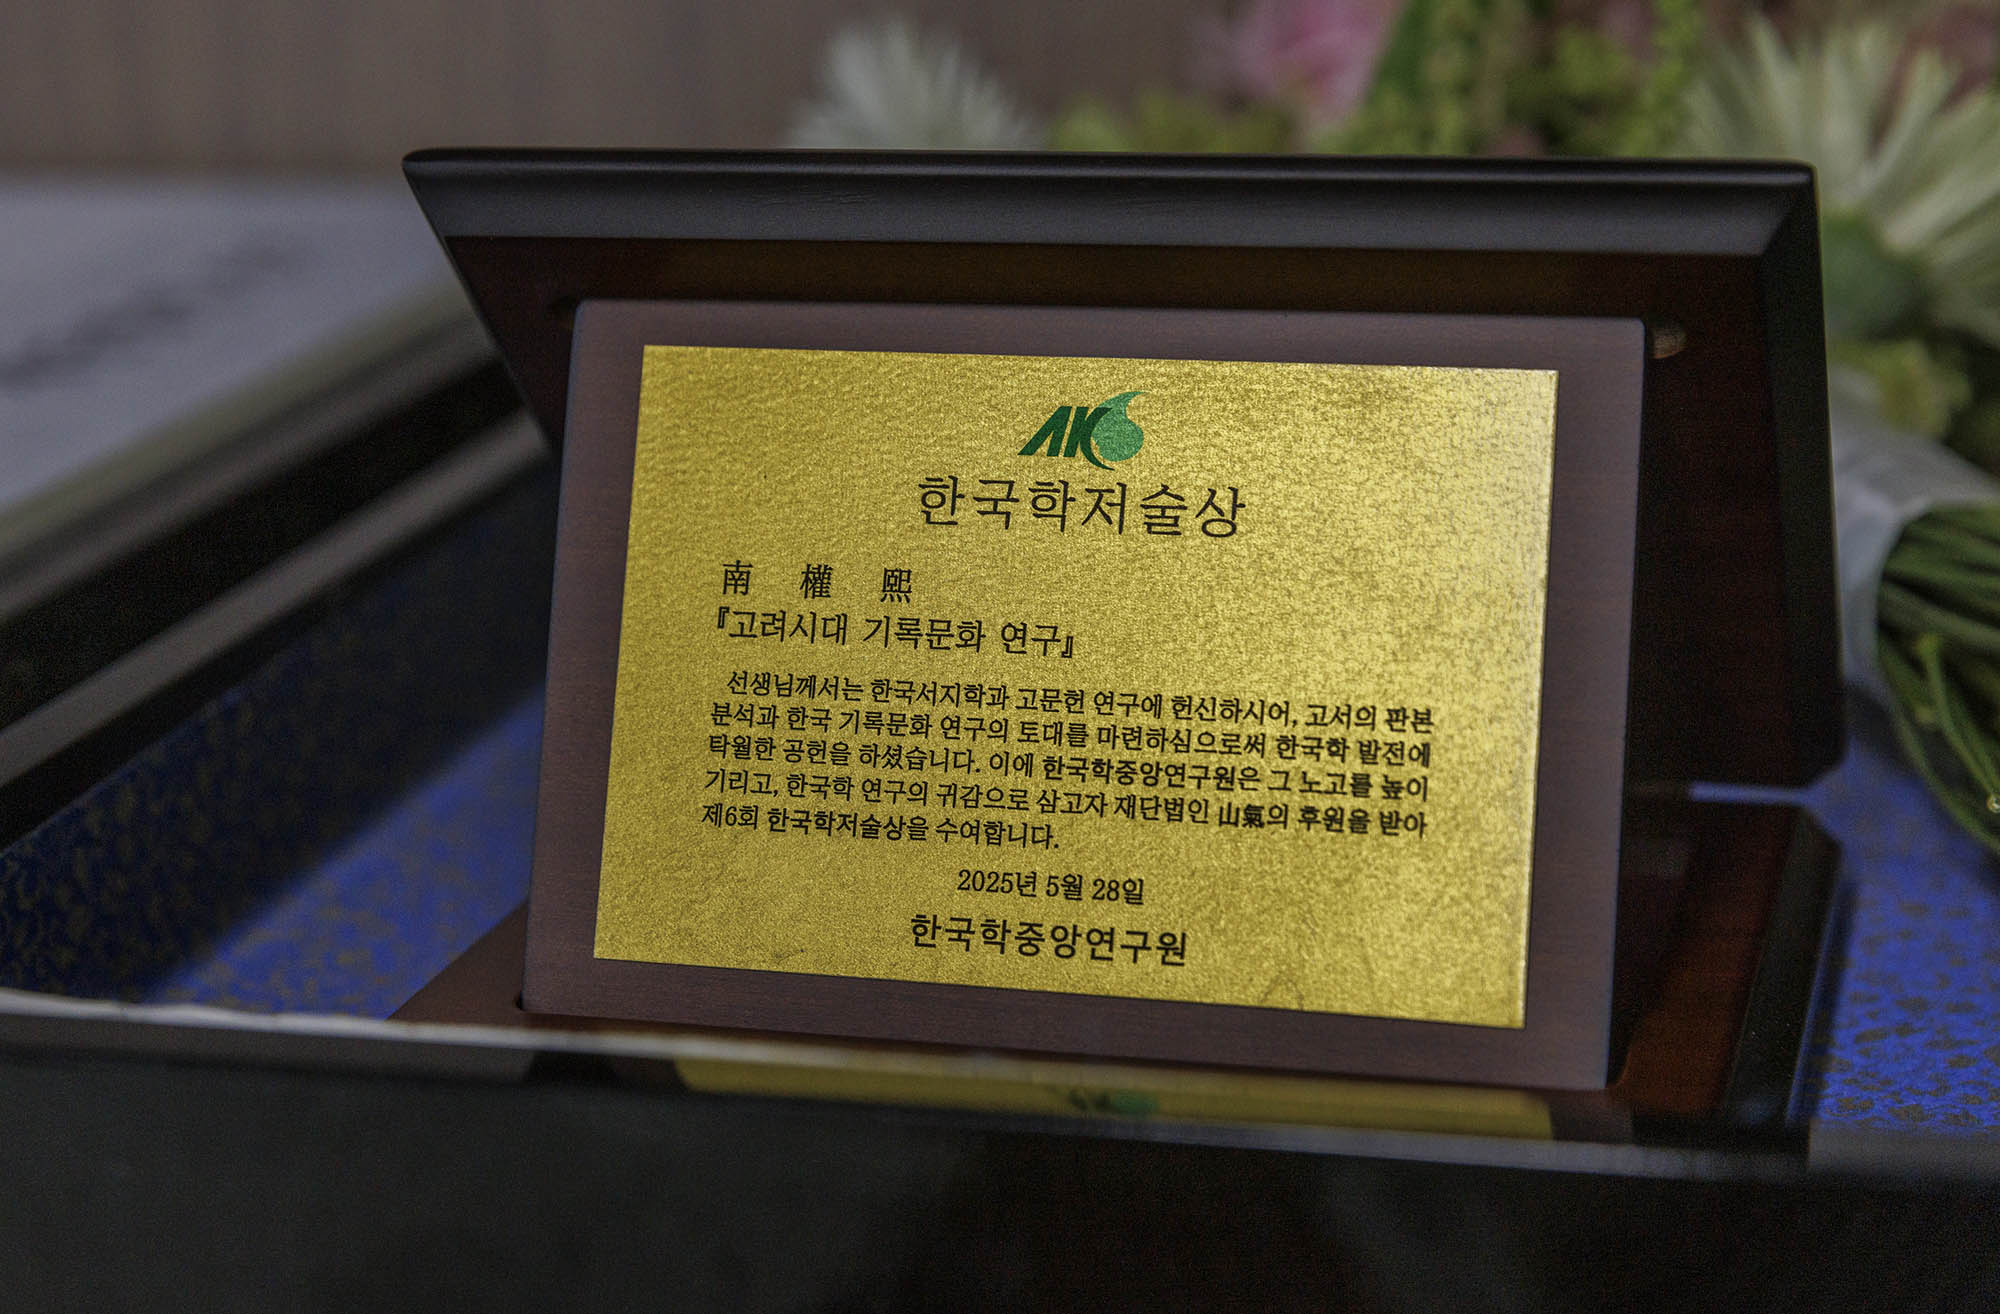 AKS
한국학저술상
南 權 熙
『고려시대 기록문화 연구』
선생님께서는 한국서지학과 고문헌 연구에 헌신하시어, 고서의 판본
분석과 한국 기록문화 연구의 토대를 마련하심으로써 한국학 발전에
탁월한 공헌을 하셨습니다. 이에 한국학중앙연구원은 그 노고를 높이
기리고, 한국학 연구의 귀감으로 삼고자 재단법인 山氣의 후원을 받아
제6회 한국학저술상을 수여합니다.
2025년 5월 28일
한국학중앙연구원